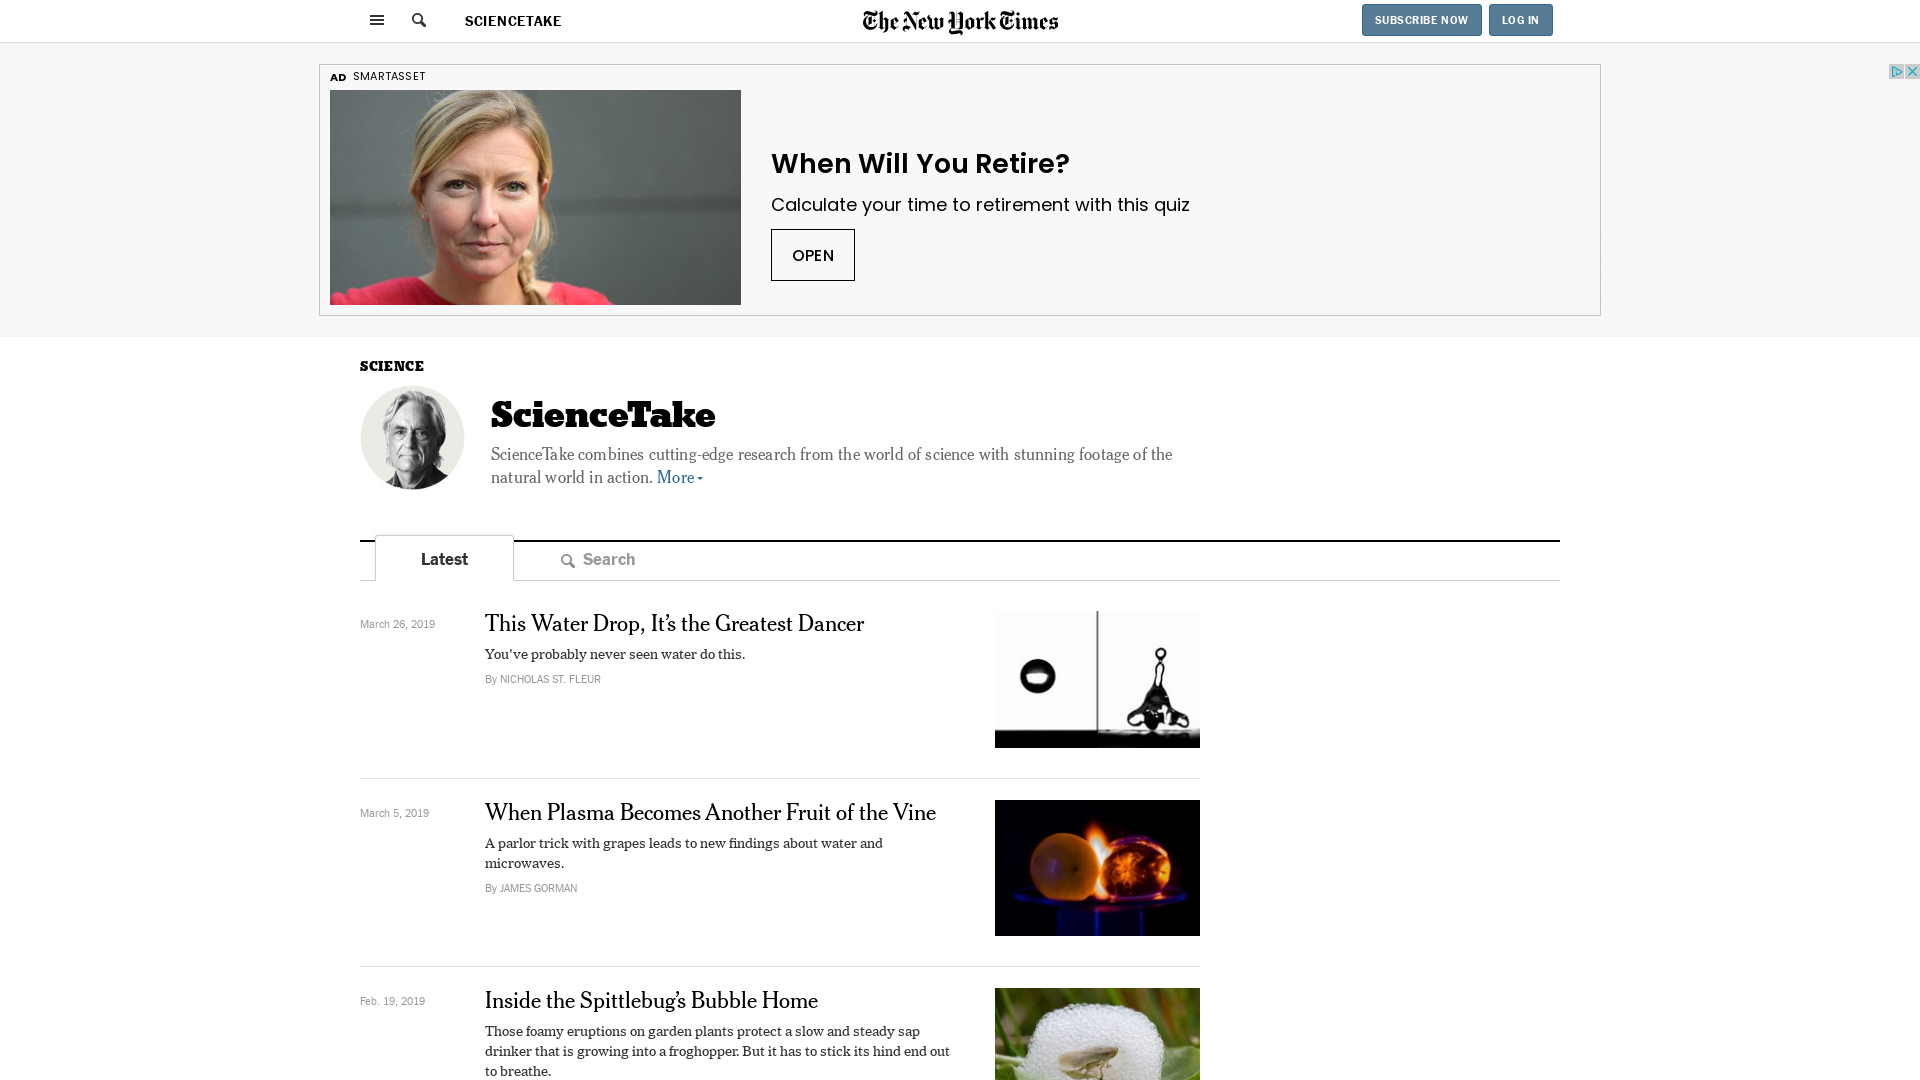 SCIENCETAKE
The New York Times
SUBSCRIBE NOW
LOG IN
AD SMARTASSET
When Will You Retire?
Calculate your time to retirement with this quiz
OPEN
SCIENCE
ScienceTake
ScienceTake combines cutting-edge research from the world of science with stunning footage of the
natural world in action. More
Latest
Search
March 26, 2019
This Water Drop, It’s the Greatest Dancer
You've probably never seen water do this.
By NICHOLAS ST. FLEUR
March 5, 2019
When Plasma Becomes Another Fruit of the Vine
A parlor trick with grapes leads to new findings about water and
microwaves.
By JAMES GORMAN
Feb. 19, 2019
Inside the Spittlebug’s Bubble Home
Those foamy eruptions on garden plants protect a slow and steady sap
drinker that is growing into a froghopper. But it has to stick its hind end out
to breathe.